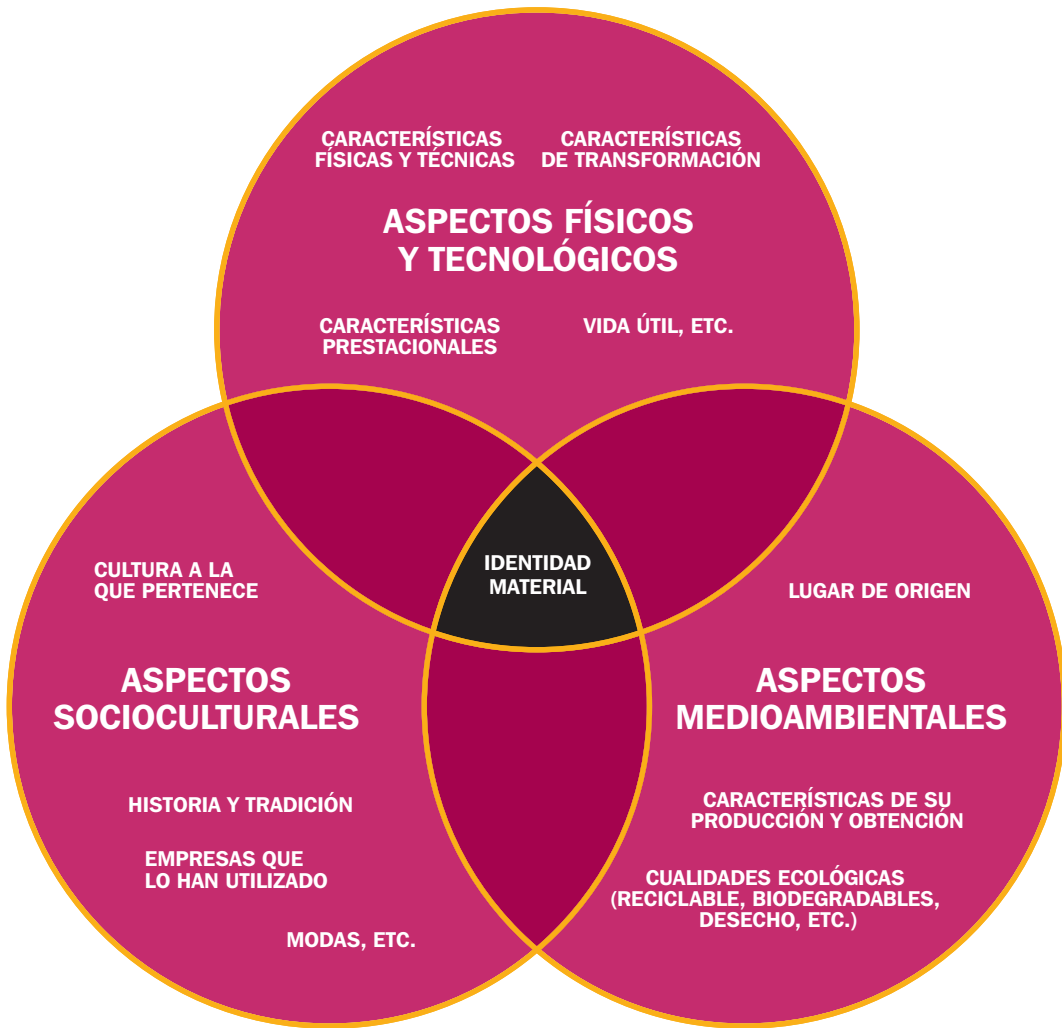 CARACTERÍSTICAS
FÍSICAS Y TÉCNICAS
CARACTERÍSTICAS
DE TRANSFORMACIÓN
ASPECTOS FÍSICOS
Y TECNOLÓGICOS
CARACTERÍSTICAS
PRESTACIONALES
VIDA ÚTIL, ETC.
IDENTIDAD
MATERIAL
CULTURA A LA
QUE PERTENECE
ASPECTOS
SOCIOCULTURALES
HISTORIA Y TRADICIÓN
EMPRESAS QUE
LO HAN UTILIZADO
MODAS, ETC.
LUGAR DE ORIGEN
ASPECTOS
MEDIOAMBIENTALES
CARACTERÍSTICAS DE SU
PRODUCCIÓN Y OBTENCIÓN
CUALIDADES ECOLÓGICAS
(RECICLABLE, BIODEGRADABLES,
DESECHO, ETC.)